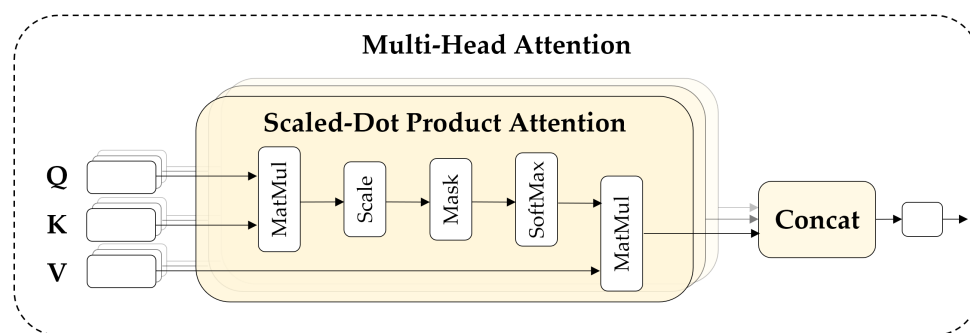 Multi-Head Attention
Scaled-Dot Product Attention
Q
K
V
MatMul
Scale
Mask
SoftMax
MatMul
Concat